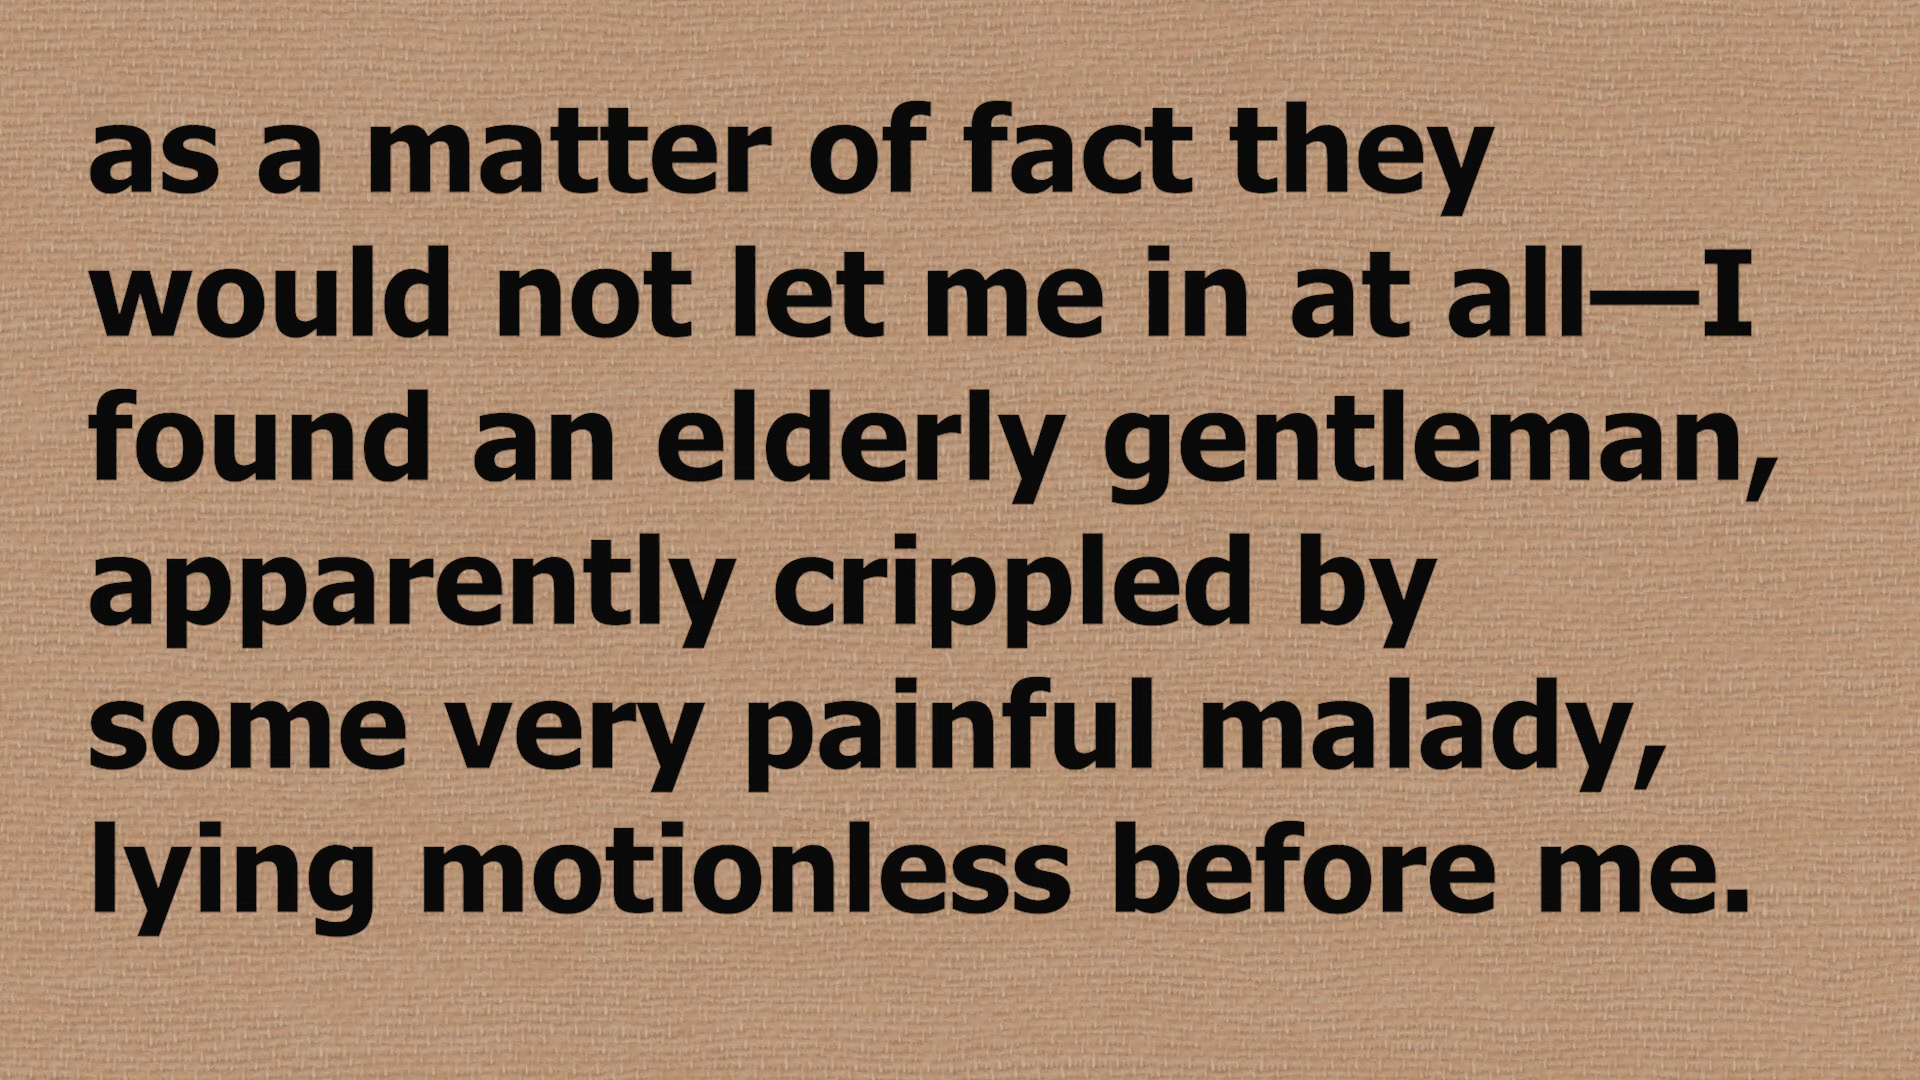 as a matter of fact they
would not let me in at all—I
found an elderly gentleman,
apparently crippled by
some very painful malady,
lying motionless before me.